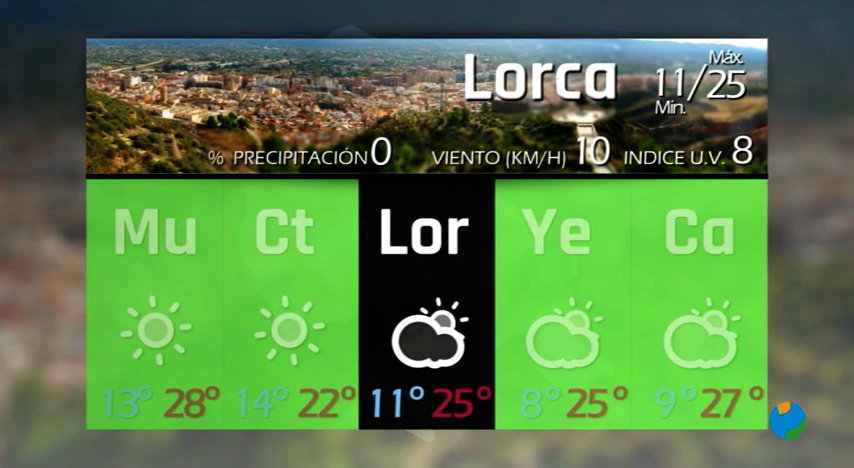 Lorca
Máx.
11/25
Mín.
% PRECIPITACIÓN 0 VIENTO (KM/H) 10 INDICE U.V. 8
Mu Ct Lor Ye Ca
13° 28° 14° 22° 11° 25° 8° 25° 9° 27°